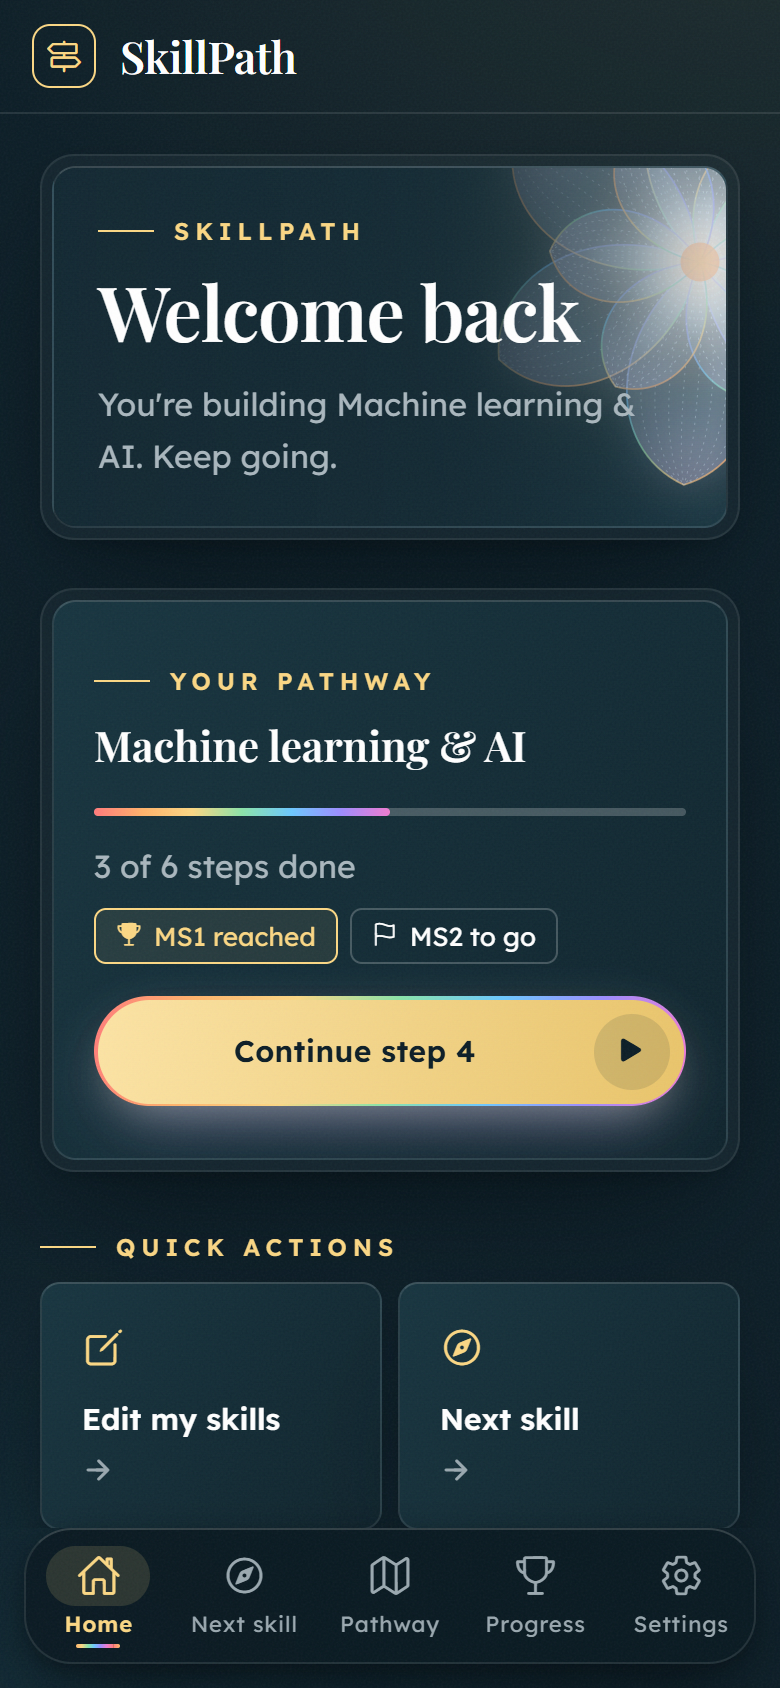 SkillPath
SKILLPATH
Welcome back
You're building Machine learning &
AI. Keep going.
YOUR PATHWAY
Machine learning & AI
3 of 6 steps done
MS1 reached
MS2 to go
Continue step 4
QUICK ACTIONS
Edit my skills
Next skill
Home
Next skill
Pathway
Progress
Settings